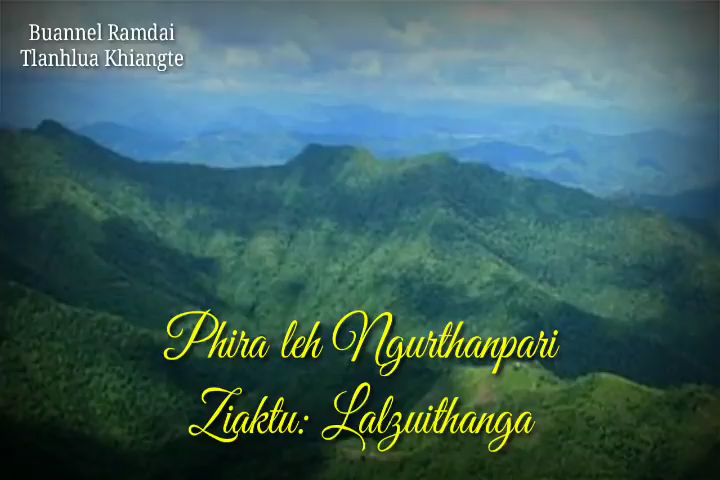 Buannel Ramdai
Tlanhlua Khiangte
Phira leh Ngurthanpari
Ziaktu: Lalzuithanga